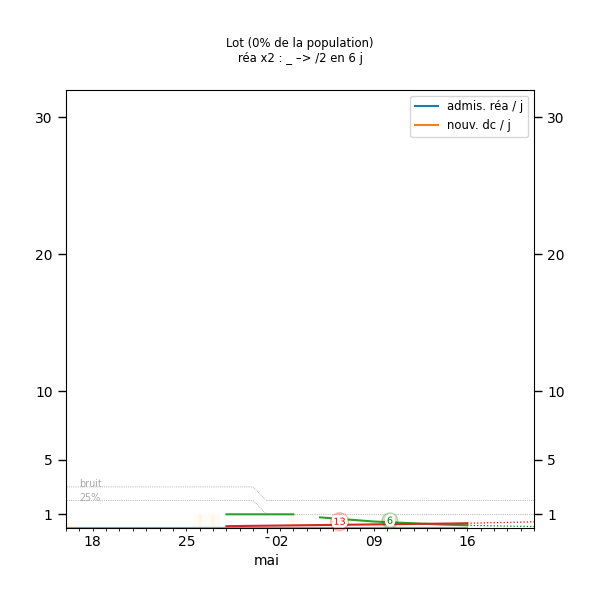 Lot (0% de la population)
réa x2 : _ –> /2 en 6 j
admis. réa / j
nouv. dc / j
30 30
20 20
10 10
5 5
bruit
25%
1 1
13 6
18 25 02 09 16
mai